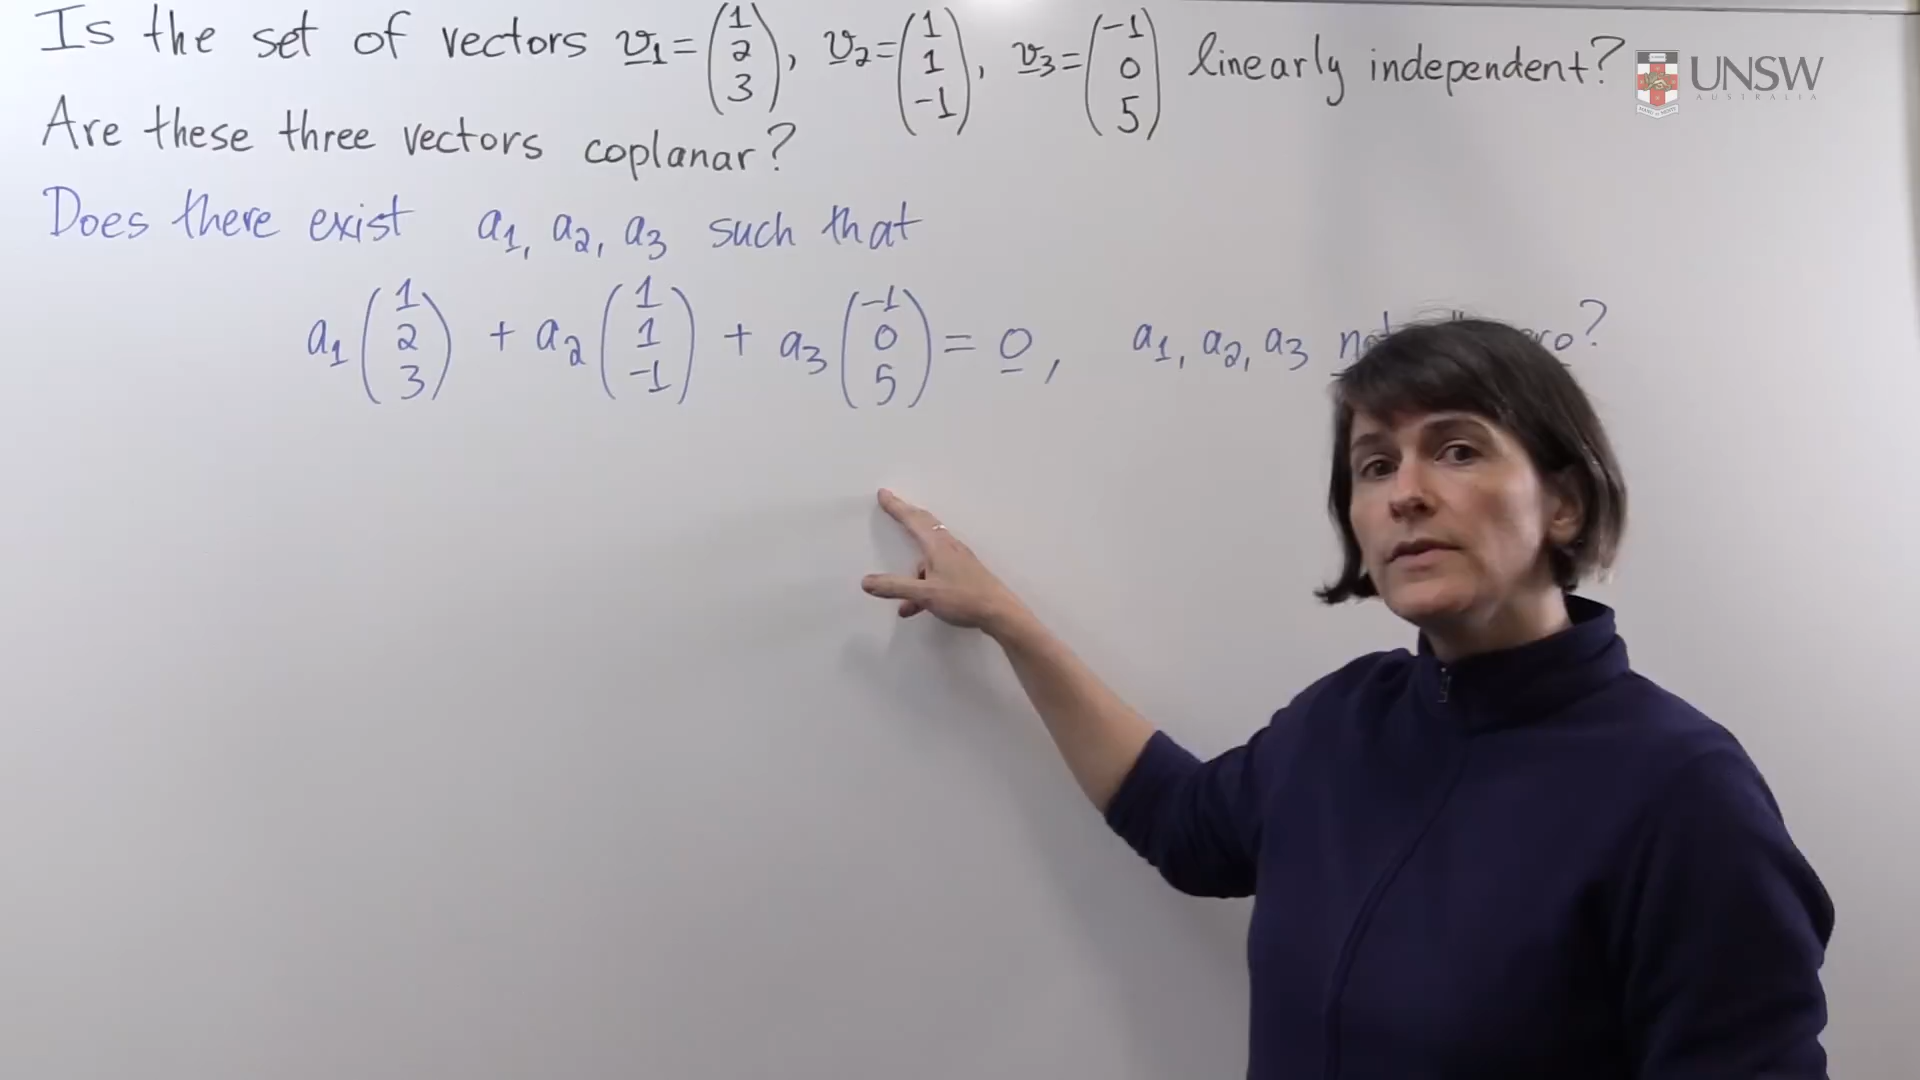 Is the set of vectors v₁=(1 2 3), v₂=(1 1 -1), v₃=(-1 0 5) linearly independent?
Are these three vectors coplanar?
Does there exist a₁, a₂, a₃ such that
a₁(1 2 3) + a₂(1 1 -1) + a₃(-1 0 5) = 0, a₁, a₂, a₃ ?
UNSW
AUSTRALIA